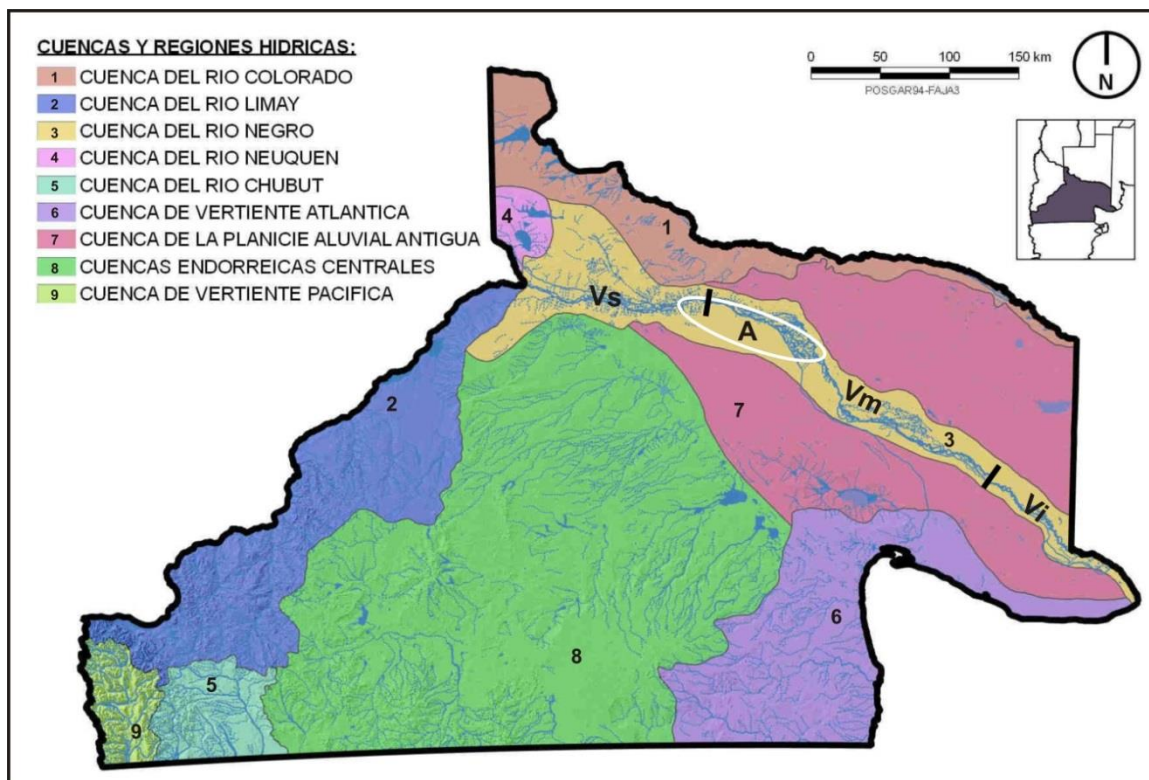 CUENCAS Y REGIONES HIDRICAS:
1 CUENCA DEL RIO COLORADO
2 CUENCA DEL RIO LIMAY
3 CUENCA DEL RIO NEGRO
4 CUENCA DEL RIO NEUQUEN
5 CUENCA DEL RIO CHUBUT
6 CUENCA DE VERTIENTE ATLANTICA
7 CUENCA DE LA PLANICIE ALUVIAL ANTIGUA
8 CUENCAS ENDORREICAS CENTRALES
9 CUENCA DE VERTIENTE PACIFICA
0 50 100 150 km
POSGAR94-FAJA3
N
4
1
Vs
A
2
7
Vm
3
Vi
6
8
5
9